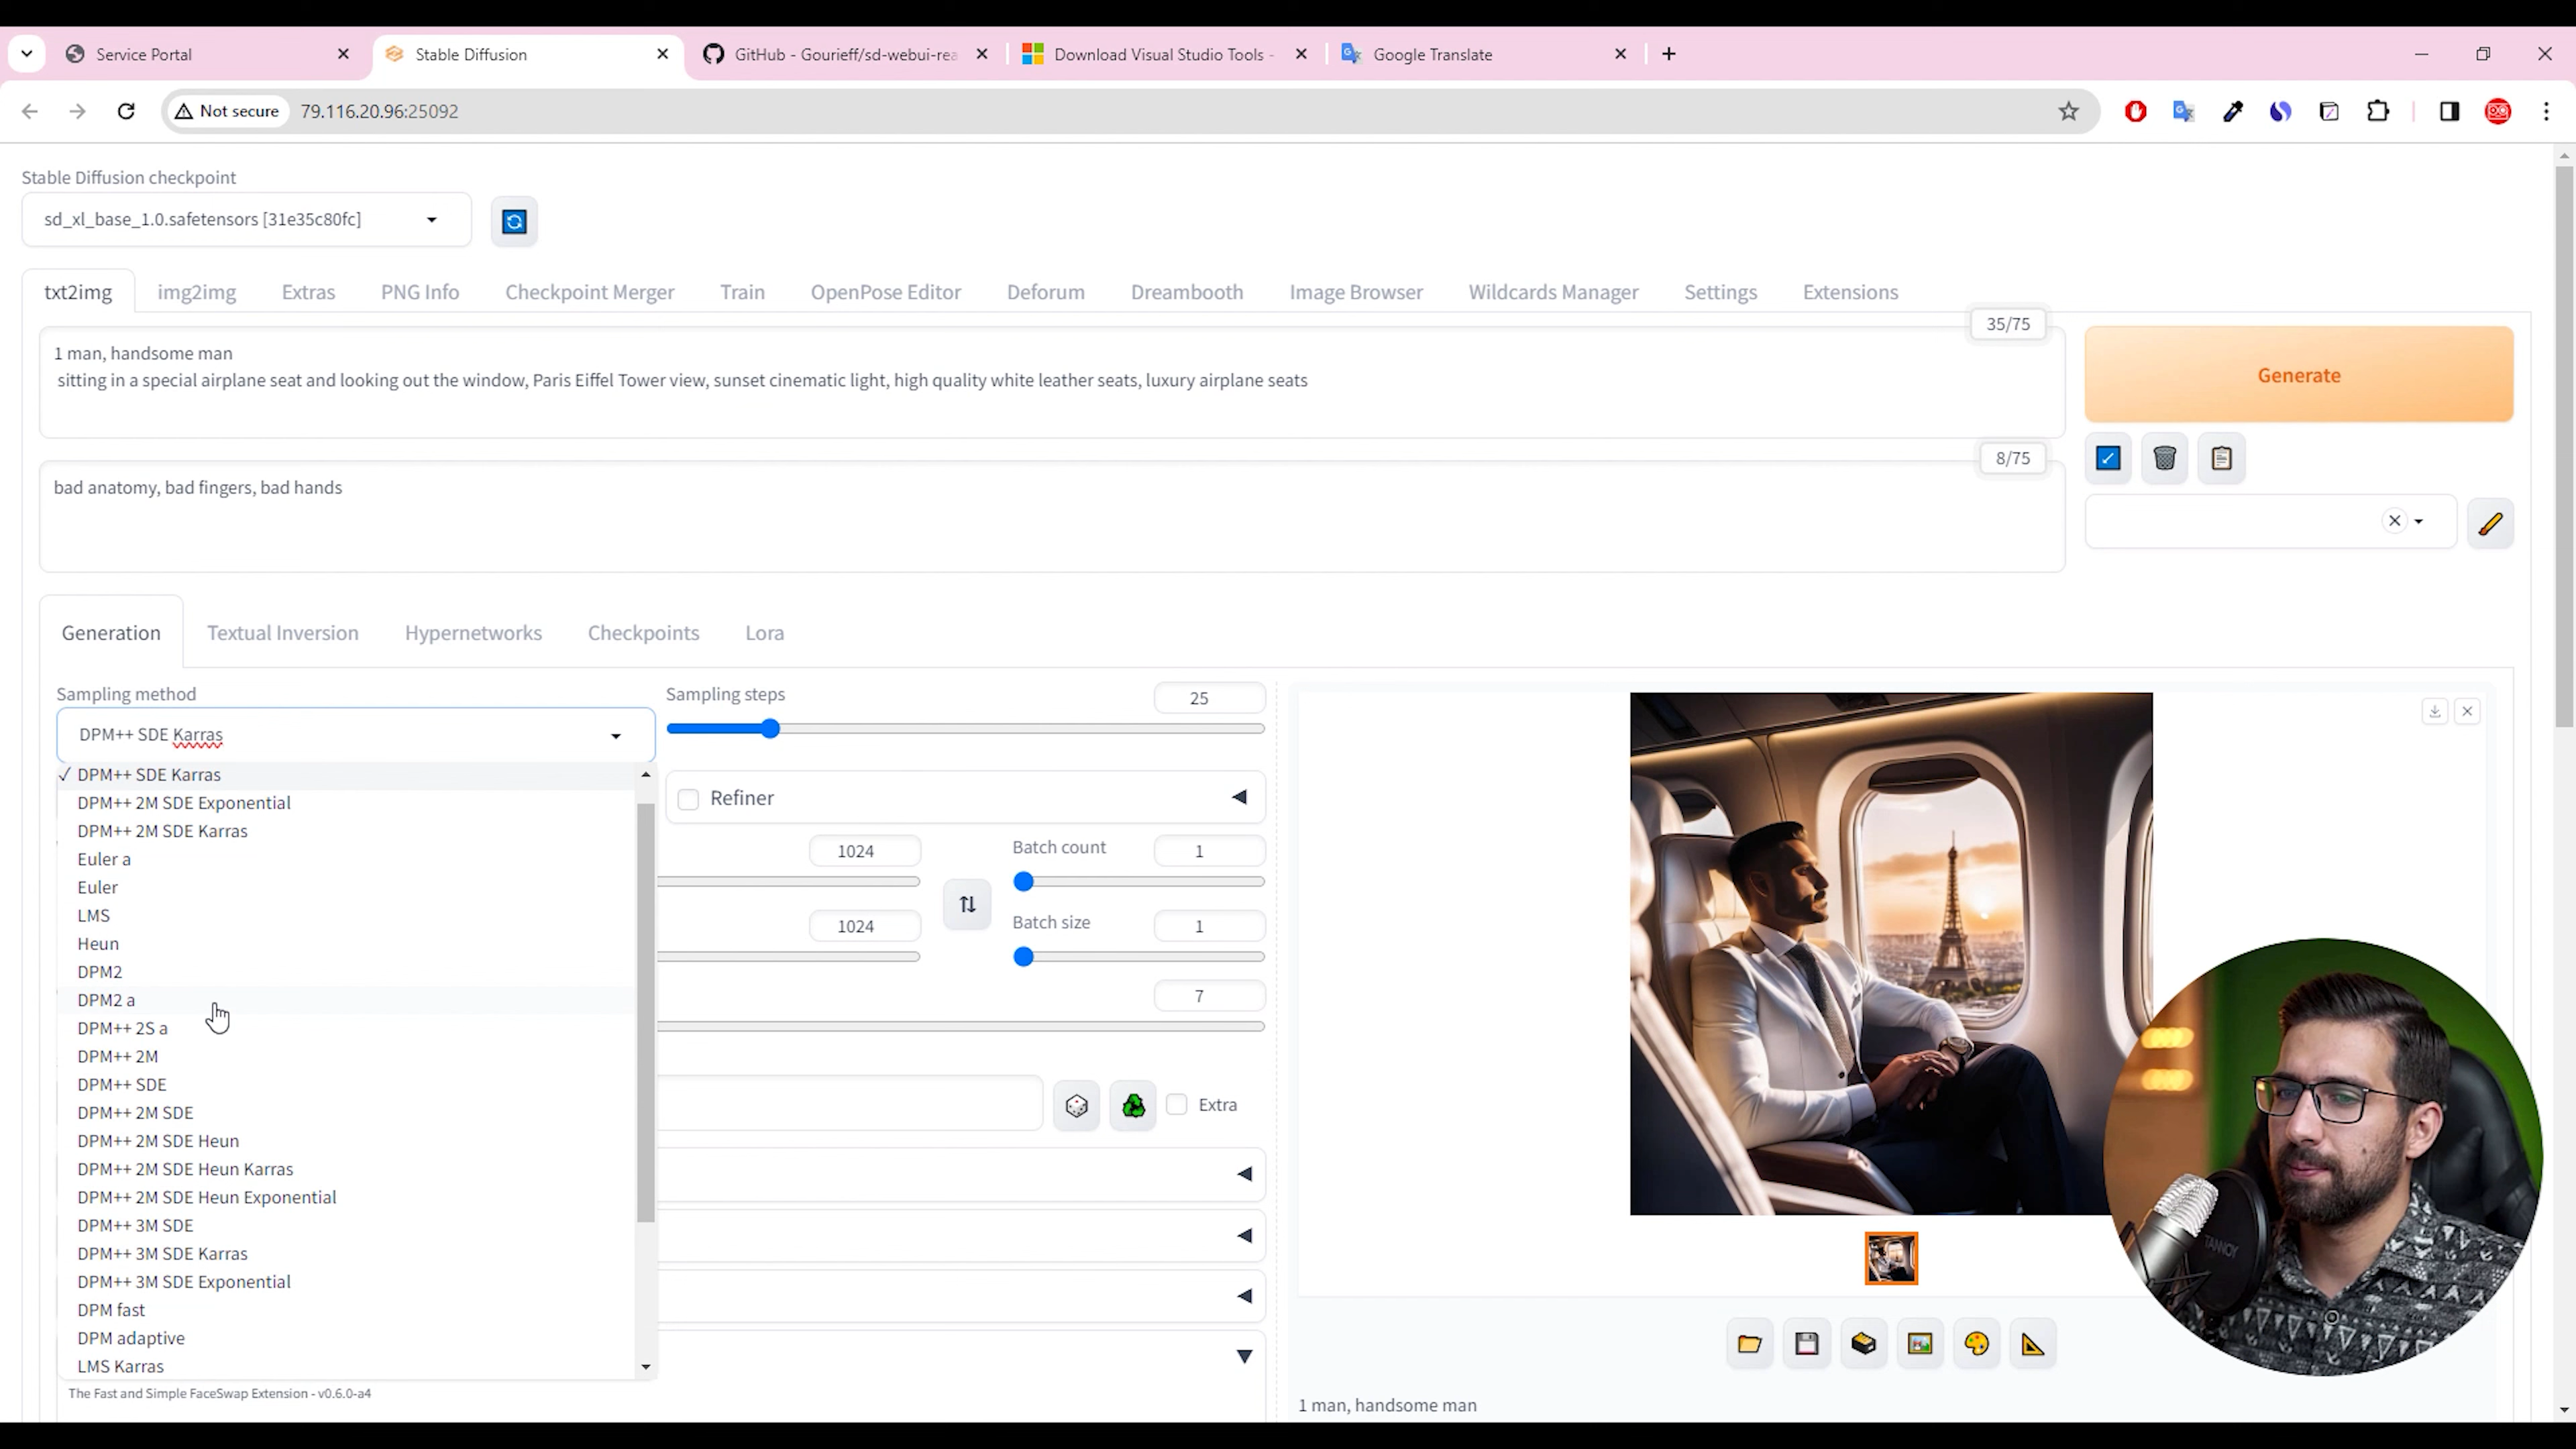 Service Portal
Stable Diffusion
GitHub - Gourieff/sd-webui-rea
Download Visual Studio Tools -
Google Translate
Not secure
79.116.20.96:25092
Stable Diffusion checkpoint
sd_xl_base_1.0.safetensors [31e35c80fc]
txt2img
img2img
Extras
PNG Info
Checkpoint Merger
Train
OpenPose Editor
Deforum
Dreambooth
Image Browser
Wildcards Manager
Settings
Extensions
35/75
1 man, handsome man
sitting in a special airplane seat and looking out the window, Paris Eiffel Tower view, sunset cinematic light, high quality white leather seats, luxury airplane seats
Generate
8/75
bad anatomy, bad fingers, bad hands
Generation
Textual Inversion
Hypernetworks
Checkpoints
Lora
Sampling method
DPM++ SDE Karras
Sampling steps
25
✓ DPM++ SDE Karras
DPM++ 2M SDE Exponential
DPM++ 2M SDE Karras
Euler a
Euler
LMS
Heun
DPM2
DPM2 a
DPM++ 2S a
DPM++ 2M
DPM++ SDE
DPM++ 2M SDE
DPM++ 2M SDE Heun
DPM++ 2M SDE Heun Karras
DPM++ 2M SDE Heun Exponential
DPM++ 3M SDE
DPM++ 3M SDE Karras
DPM++ 3M SDE Exponential
DPM fast
DPM adaptive
LMS Karras
Refiner
1024
Batch count
1
1024
Batch size
1
7
Extra
The Fast and Simple FaceSwap Extension - v0.6.0-a4
TANNOY
1 man, handsome man